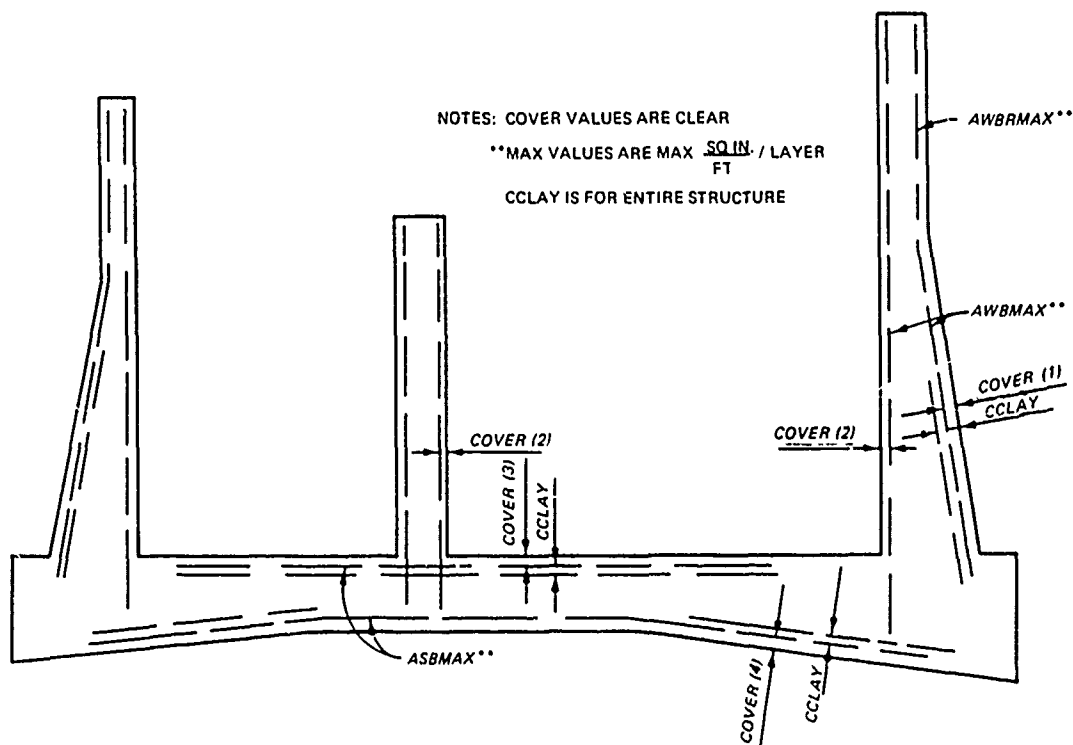 NOTES: COVER VALUES ARE CLEAR
**MAX VALUES ARE MAX SQ IN. / LAYER
FT
CCLAY IS FOR ENTIRE STRUCTURE
AWBRMAX**
AWBMAX**
COVER (1)
CCLAY
COVER (2)
COVER (2)
COVER (3)
CCLAY
ASBMAX**
COVER (4)
CCLAY